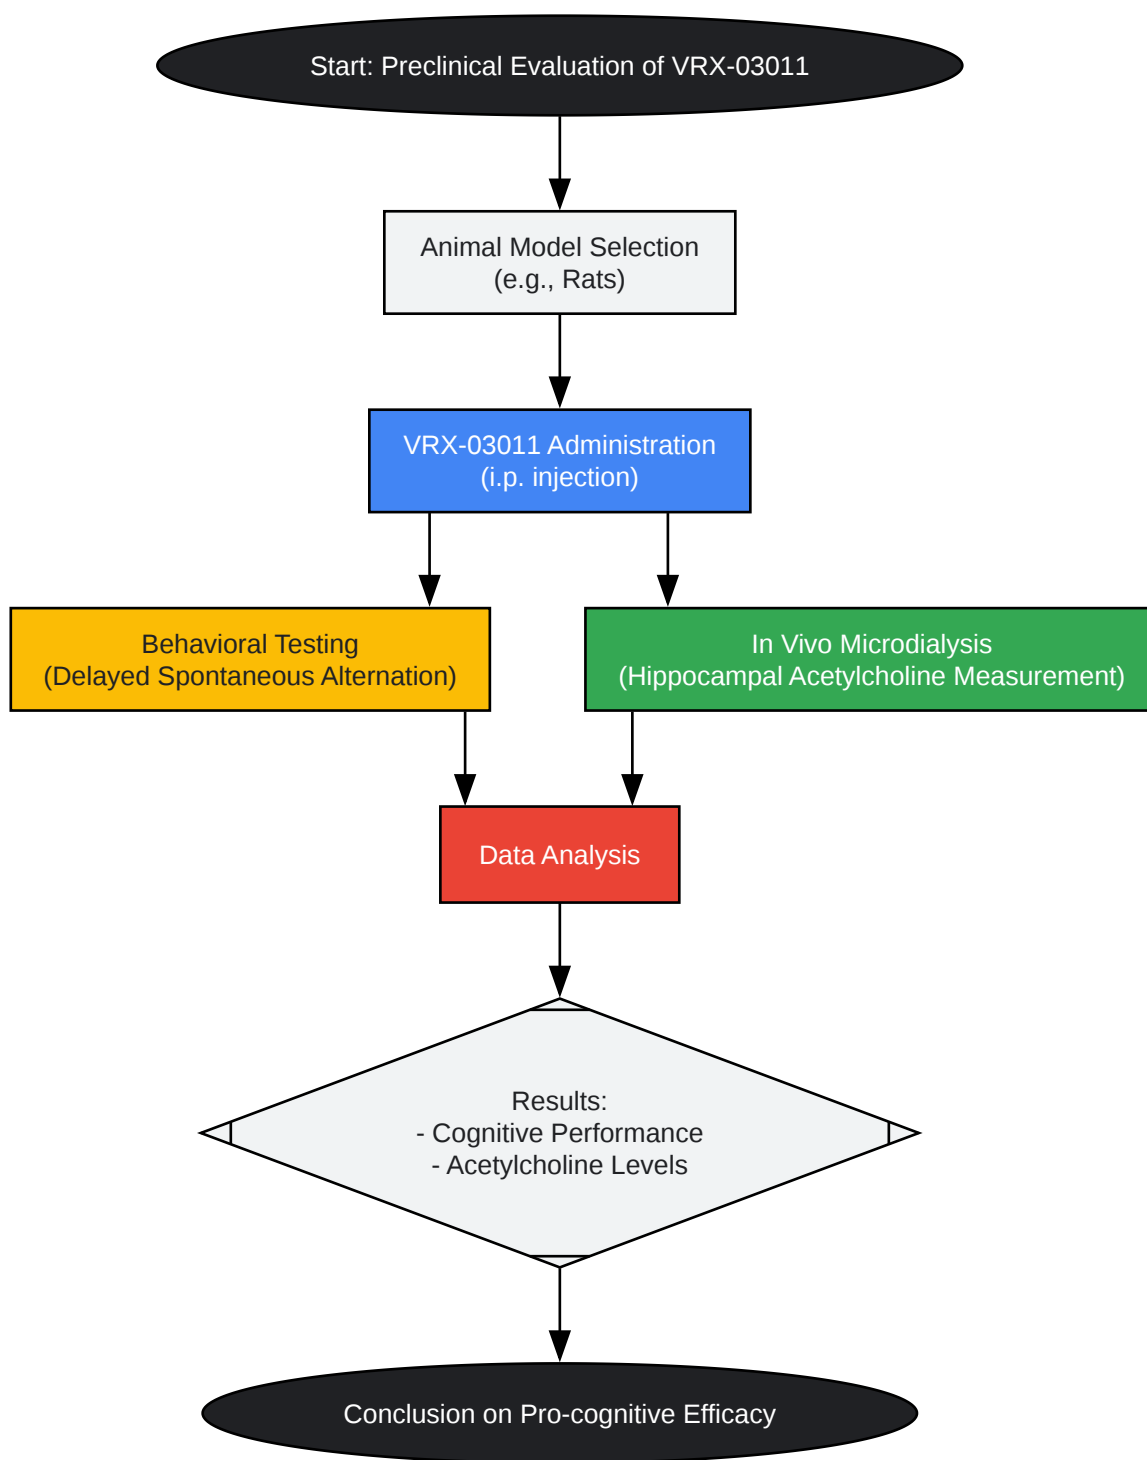 Start: Preclinical Evaluation of VRX-03011
Animal Model Selection
(e.g., Rats)
VRX-03011 Administration
(i.p. injection)
Behavioral Testing
(Delayed Spontaneous Alternation)
In Vivo Microdialysis
(Hippocampal Acetylcholine Measurement)
Data Analysis
Results:
- Cognitive Performance
- Acetylcholine Levels
Conclusion on Pro-cognitive Efficacy